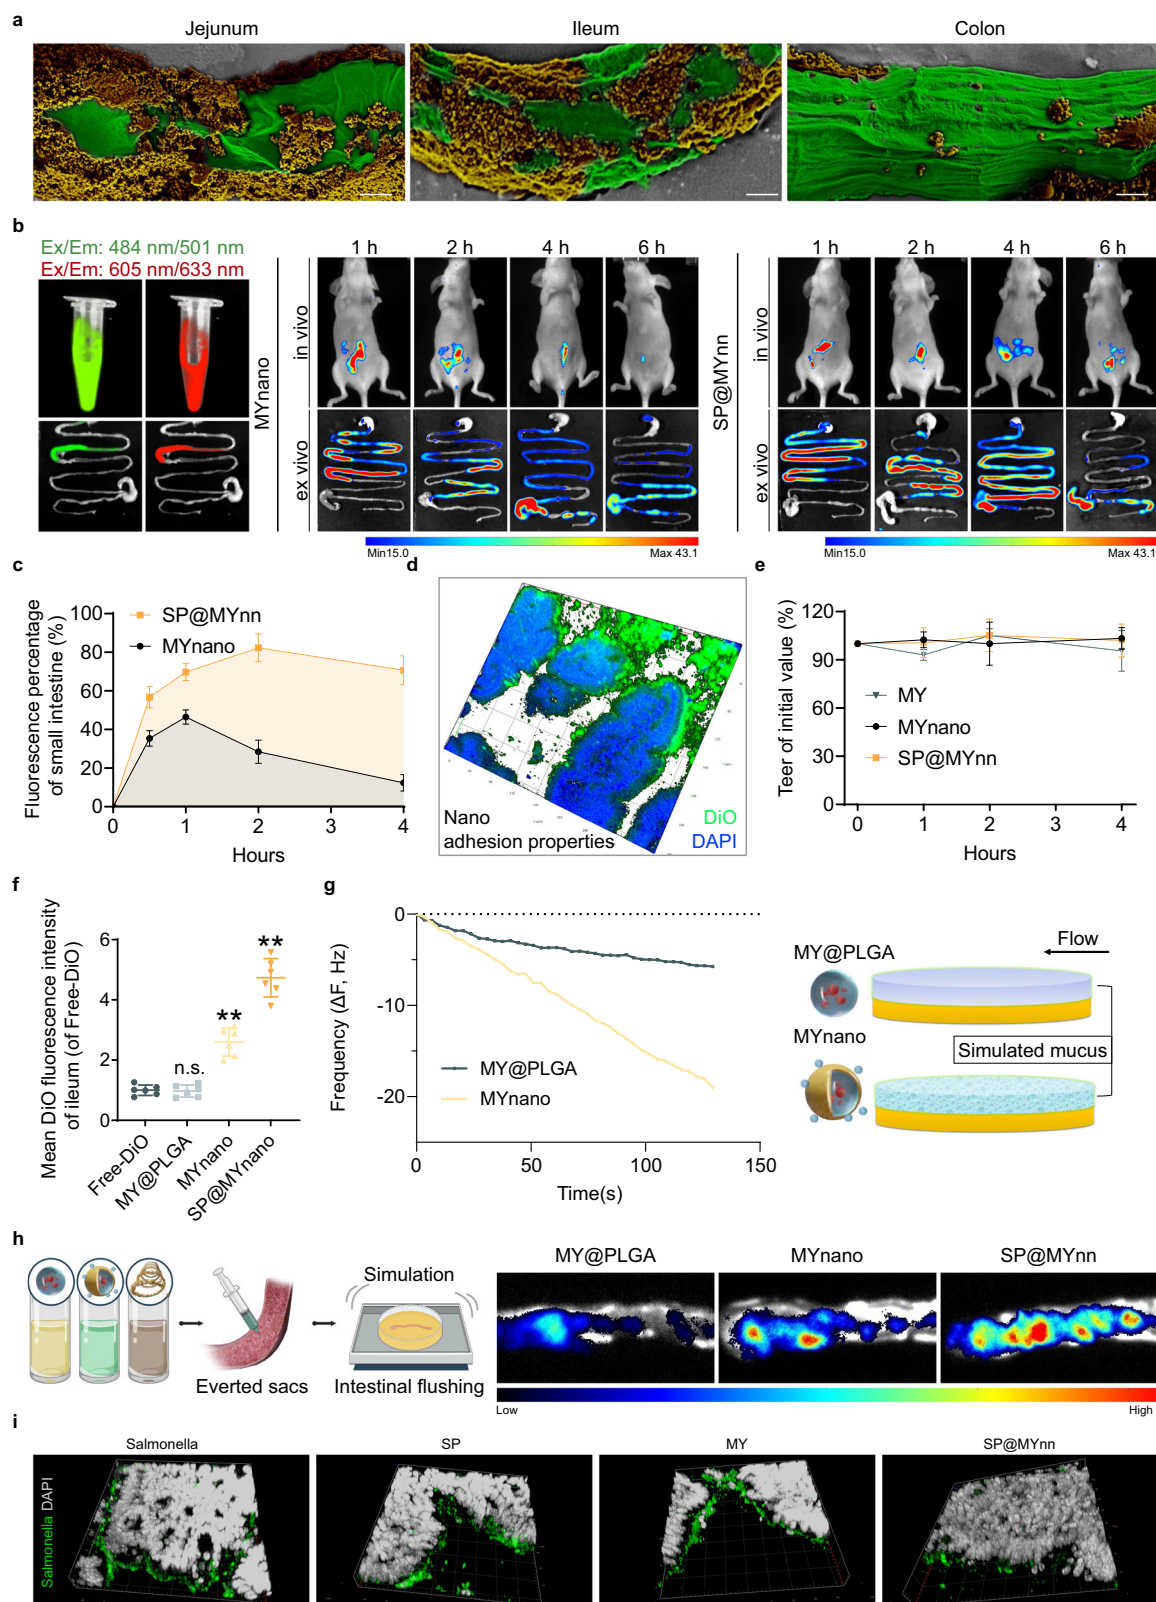 a
Jejunum
Ileum
Colon
b
Ex/Em: 484 nm/501 nm
Ex/Em: 605 nm/633 nm
MYnano
in vivo
ex vivo
1 h
2 h
4 h
6 h
Min15.0
Max 43.1
SP@MYnn
in vivo
ex vivo
1 h
2 h
4 h
6 h
Min15.0
Max 43.1
c
Fluorescence percentage
of small intestine (%)
100
80
60
40
20
0
SP@MYnn
MYnano
0
1
2
3
4
Hours
d
Nano
adhesion properties
DiO
DAPI
e
Teer of initial value (%)
120
90
60
30
0
MY
MYnano
SP@MYnn
0
1
2
3
4
Hours
f
Mean DiO fluorescence intensity
of ileum (of Free-DiO)
6
4
2
0
n.s.
**
**
Free-DiO
MY@PLGA
MYnano
SP@MYnano
g
Frequency (ΔF, Hz)
0
-10
-20
MY@PLGA
MYnano
0
50
100
150
Time(s)
MY@PLGA
Flow
MYnano
Simulated mucus
h
Everted sacs
Simulation
Intestinal flushing
MY@PLGA
MYnano
SP@MYnn
Low
High
i
Salmonella DAPI
Salmonella
SP
MY
SP@MYnn